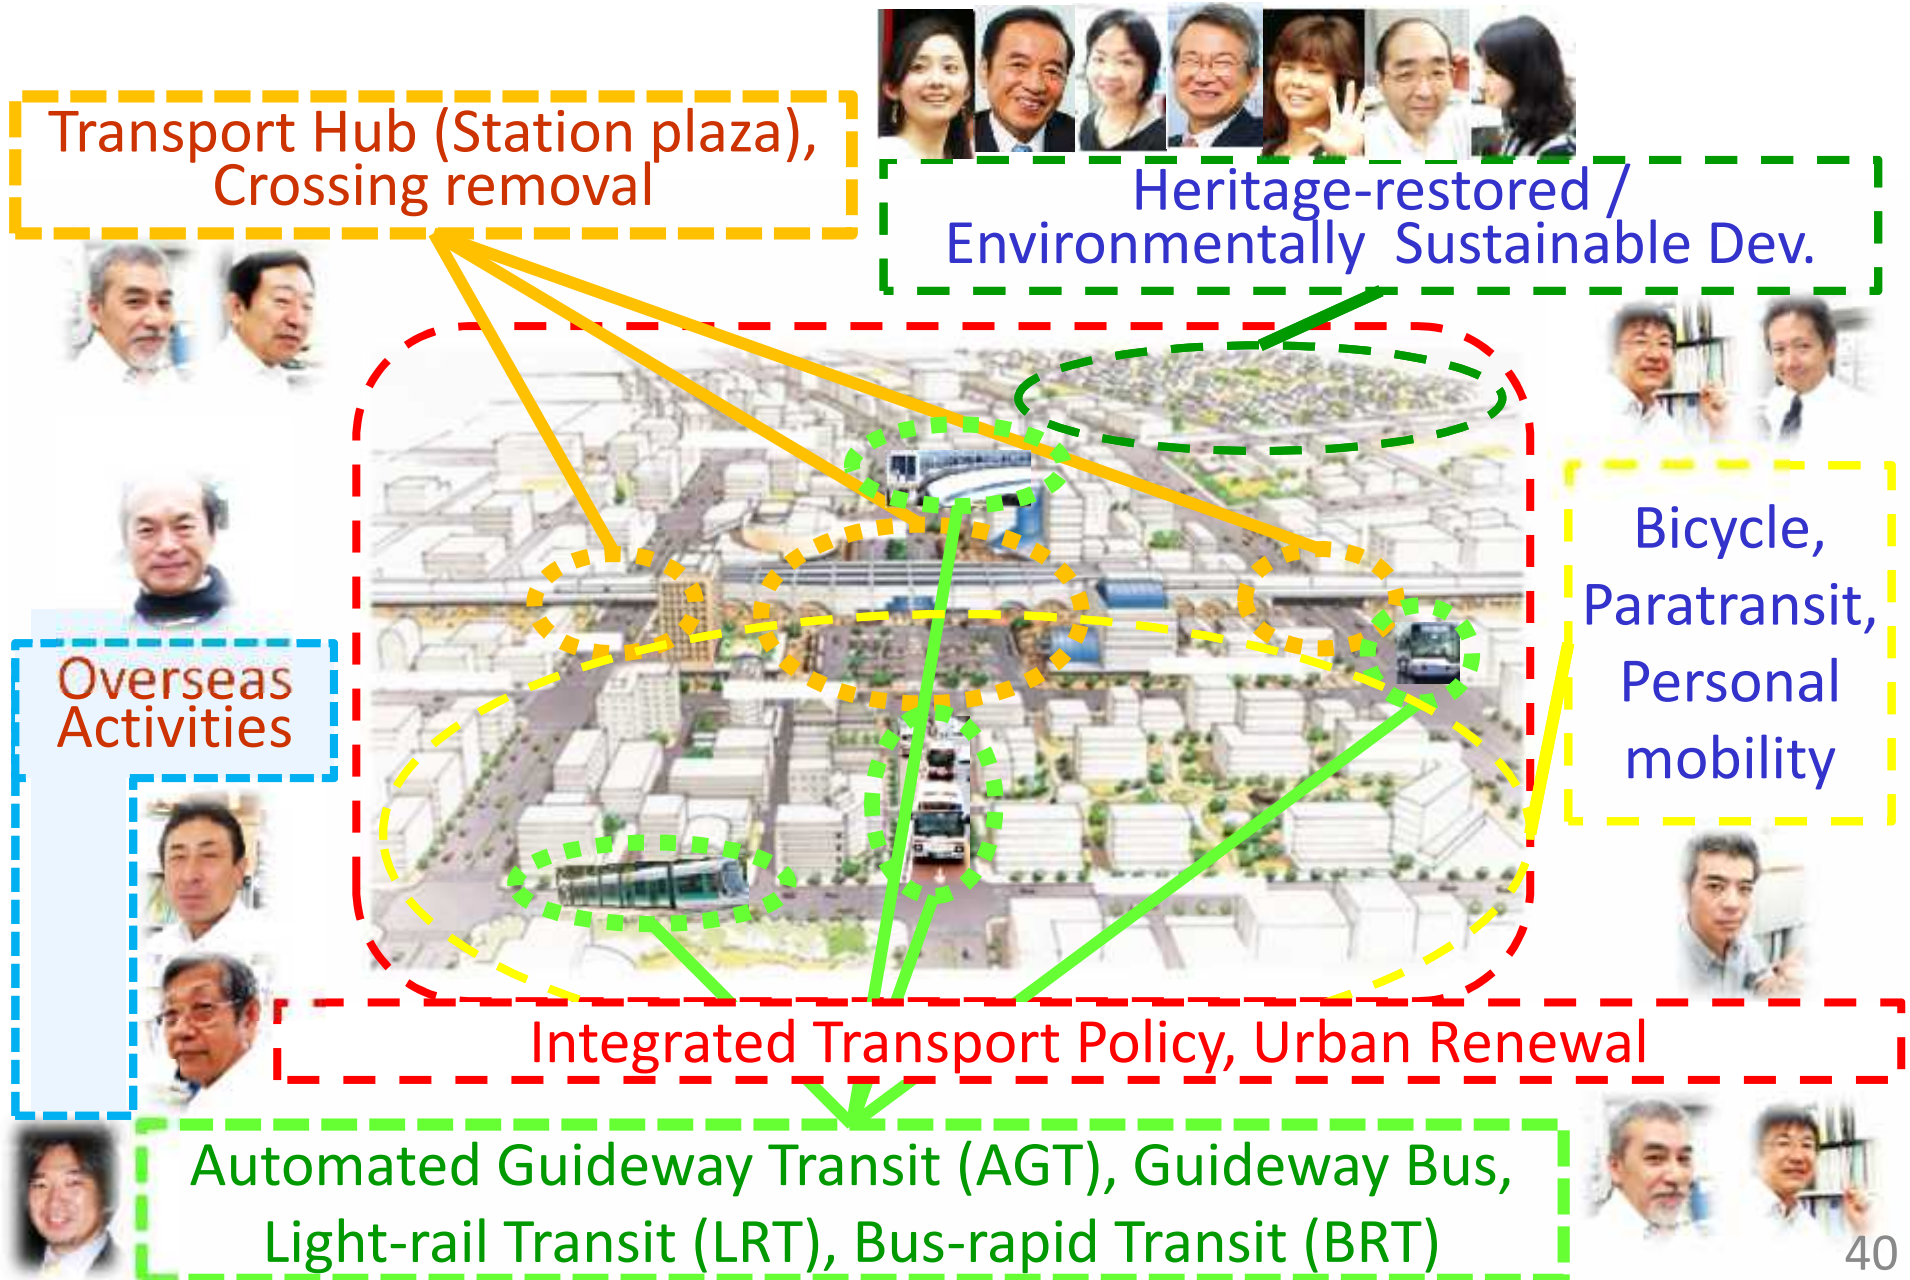 Transport Hub (Station plaza),
Crossing removal
Heritage-restored /
Environmentally  Sustainable Dev.
Bicycle,
Paratransit,
Personal
mobility
Overseas
Activities
Integrated Transport Policy, Urban Renewal
Automated Guideway Transit (AGT), Guideway Bus,
Light-rail Transit (LRT), Bus-rapid Transit (BRT)
40